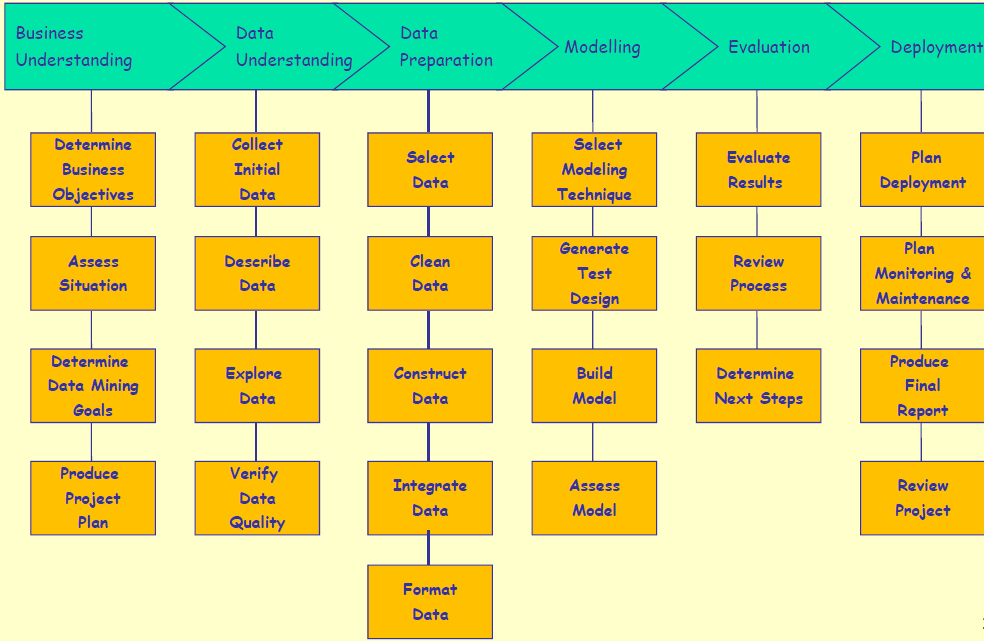 Business
Understanding
Data
Understanding
Data
Preparation
Modelling
Evaluation
Deployment
Determine
Business
Objectives
Assess
Situation
Determine
Data Mining
Goals
Produce
Project
Plan
Collect
Initial
Data
Describe
Data
Explore
Data
Verify
Data
Quality
Select
Data
Clean
Data
Construct
Data
Integrate
Data
Format
Data
Select
Modeling
Technique
Generate
Test
Design
Build
Model
Assess
Model
Evaluate
Results
Review
Process
Determine
Next Steps
Plan
Deployment
Plan
Monitoring &
Maintenance
Produce
Final
Report
Review
Project